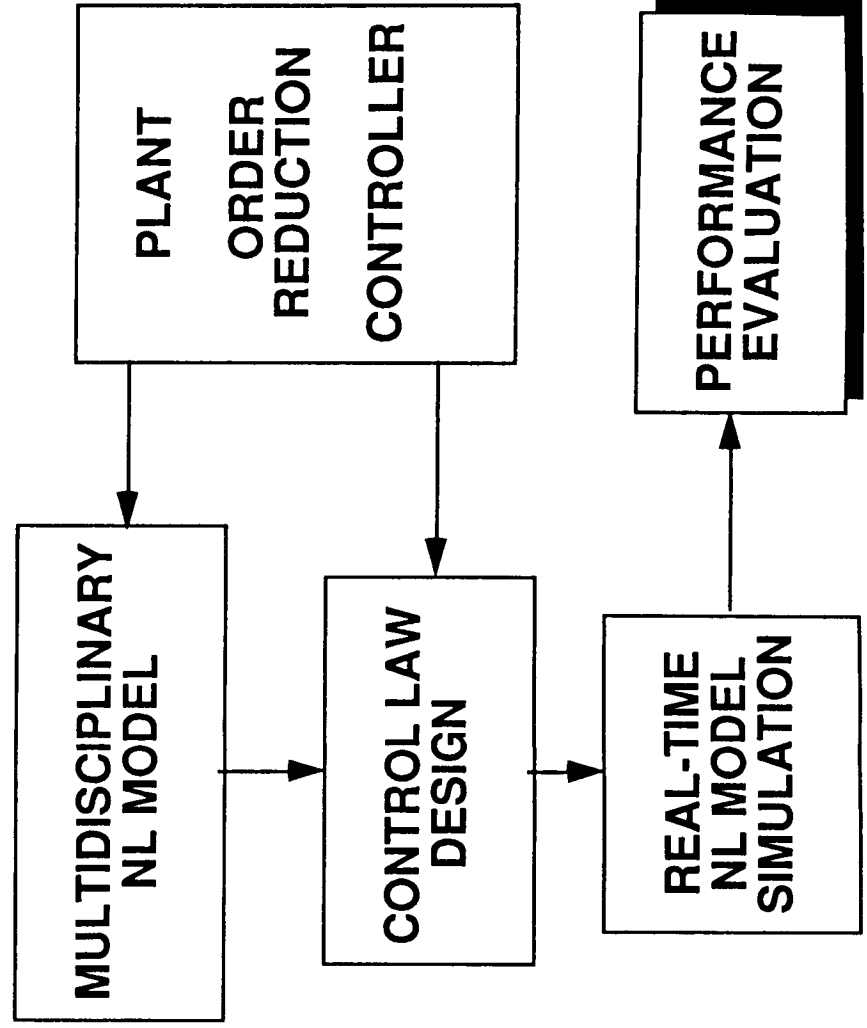 MULTIDISCIPLINARY
NL MODEL
CONTROL LAW
DESIGN
REAL-TIME
NL MODEL
SIMULATION
PLANT
ORDER
REDUCTION
CONTROLLER
PERFORMANCE
EVALUATION